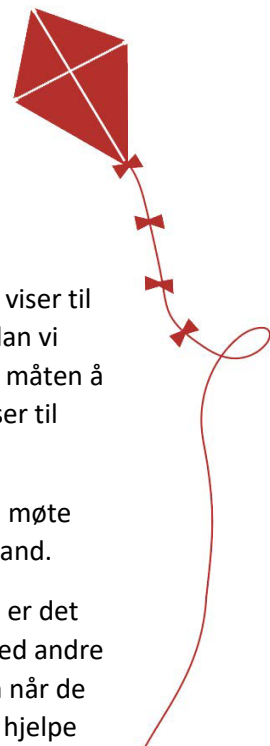 viser til
lan vi
måten å
ser til
møte
and.
er det
ed andre
n når de
hjelpe